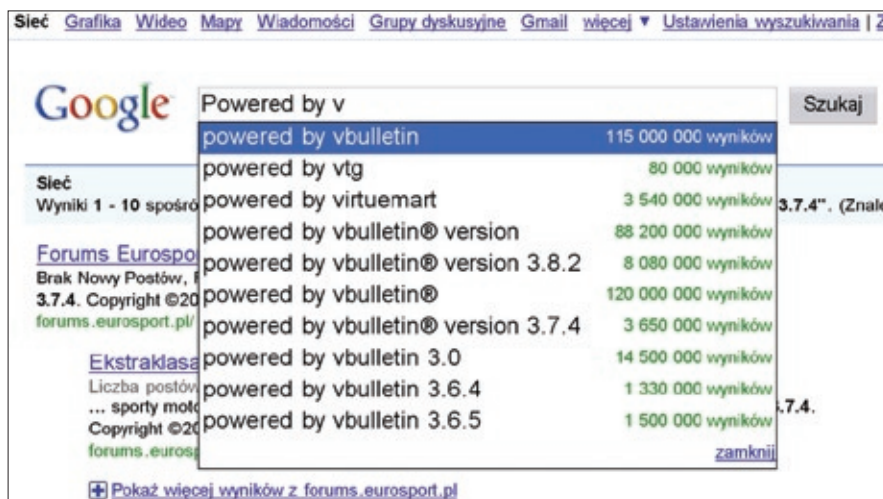 Sieć Grafika Wideo Mapy Wiadomości Grupy dyskusyjne Gmail więcej ▼ Ustawienia wyszukiwania |
Google Powered by v Szukaj
powered by vbulletin 115 000 000 wyników
powered by vtg 80 000 wyników
powered by virtuemart 3 540 000 wyników
powered by vbulletin® version 88 200 000 wyników
powered by vbulletin® version 3.8.2 8 080 000 wyników
powered by vbulletin® 120 000 000 wyników
powered by vbulletin® version 3.7.4 3 650 000 wyników
powered by vbulletin 3.0 14 500 000 wyników
powered by vbulletin 3.6.4 1 330 000 wyników
powered by vbulletin 3.6.5 1 500 000 wyników
zamknij
Sieć
Wyniki 1 - 10 spośró 3.7.4". (Znale
Forums Eurospo
Brak Nowy Postów,
3.7.4. Copyright ©20
forums.eurosport.pl/
Ekstraklasa
Liczba postów
... sporty moto .7.4.
Copyright ©20
forums.eurosp
Pokaż więcej wyników z forums.eurosport.pl